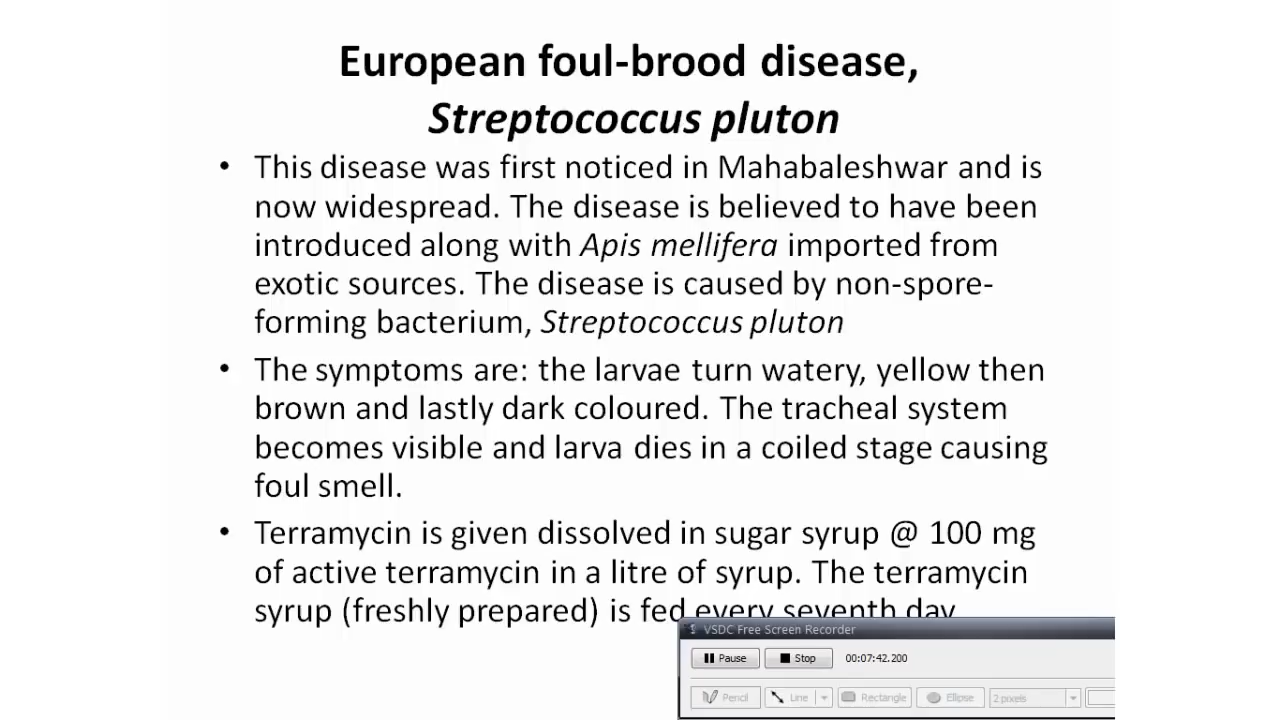 European foul-brood disease,
Streptococcus pluton
• This disease was first noticed in Mahabaleshwar and is
now widespread. The disease is believed to have been
introduced along with Apis mellifera imported from
exotic sources. The disease is caused by non-spore-
forming bacterium, Streptococcus pluton
• The symptoms are: the larvae turn watery, yellow then
brown and lastly dark coloured. The tracheal system
becomes visible and larva dies in a coiled stage causing
foul smell.
• Terramycin is given dissolved in sugar syrup @ 100 mg
of active terramycin in a litre of syrup. The terramycin
syrup (freshly prepared) is fed every seventh day
VSDC Free Screen Recorder
Pause Stop 00:07:42.200
Pencil Line Rectangle Ellipse 2 pixels